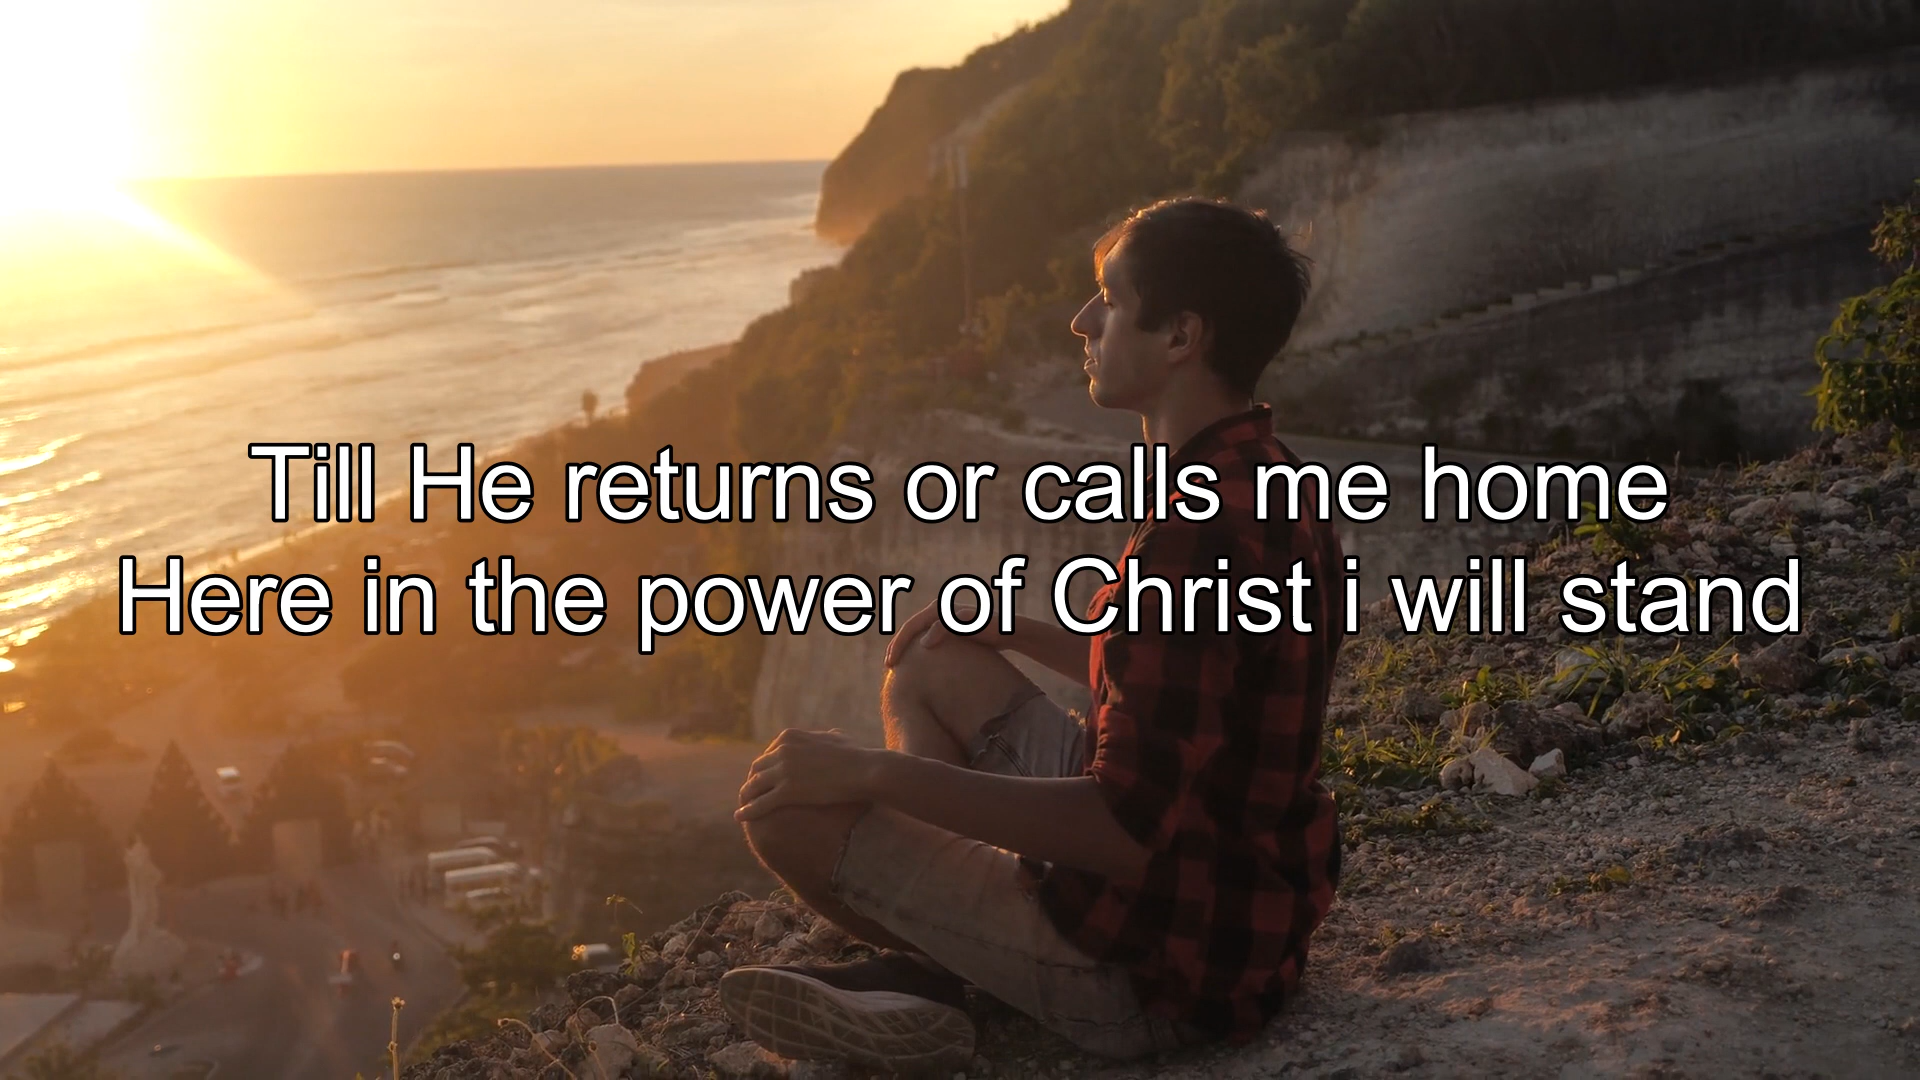 Till He returns or calls me home
Here in the power of Christ i will stand